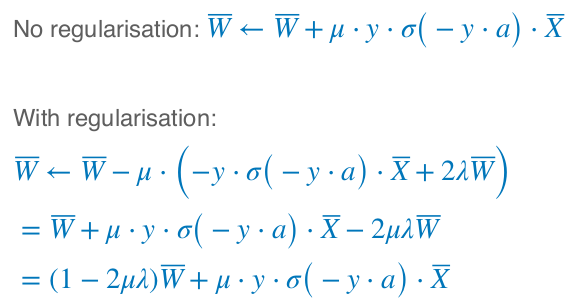 No regularisation: W̅ ← W̅ + μ · y · σ( − y · a) · X̅
With regularisation:
W̅ ← W̅ − μ · (−y · σ( − y · a) · X̅ + 2λW̅)
= W̅ + μ · y · σ( − y · a) · X̅ − 2μλW̅
= (1 − 2μλ)W̅ + μ · y · σ( − y · a) · X̅